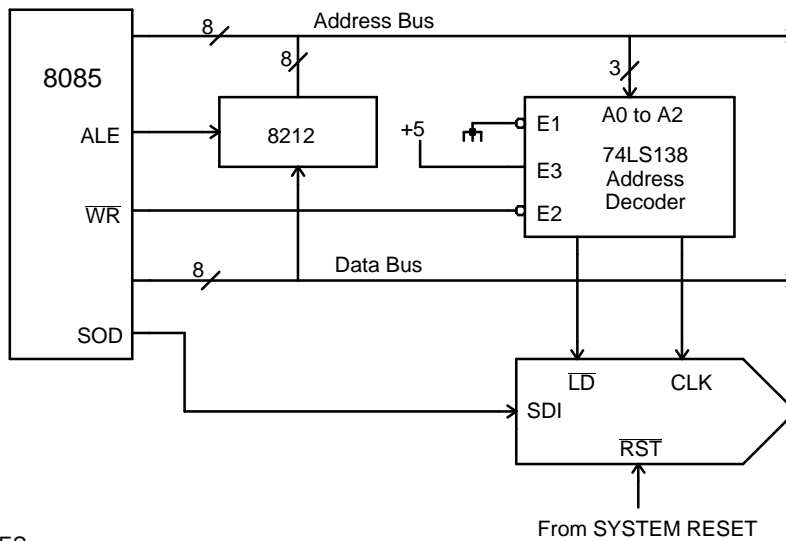 8
Address Bus
8
3
8085
ALE
8212
+5
E1
A0 to A2
E3
74LS138
Address
Decoder
E2
WR
8
Data Bus
SOD
LD
CLK
SDI
RST
From SYSTEM RESET